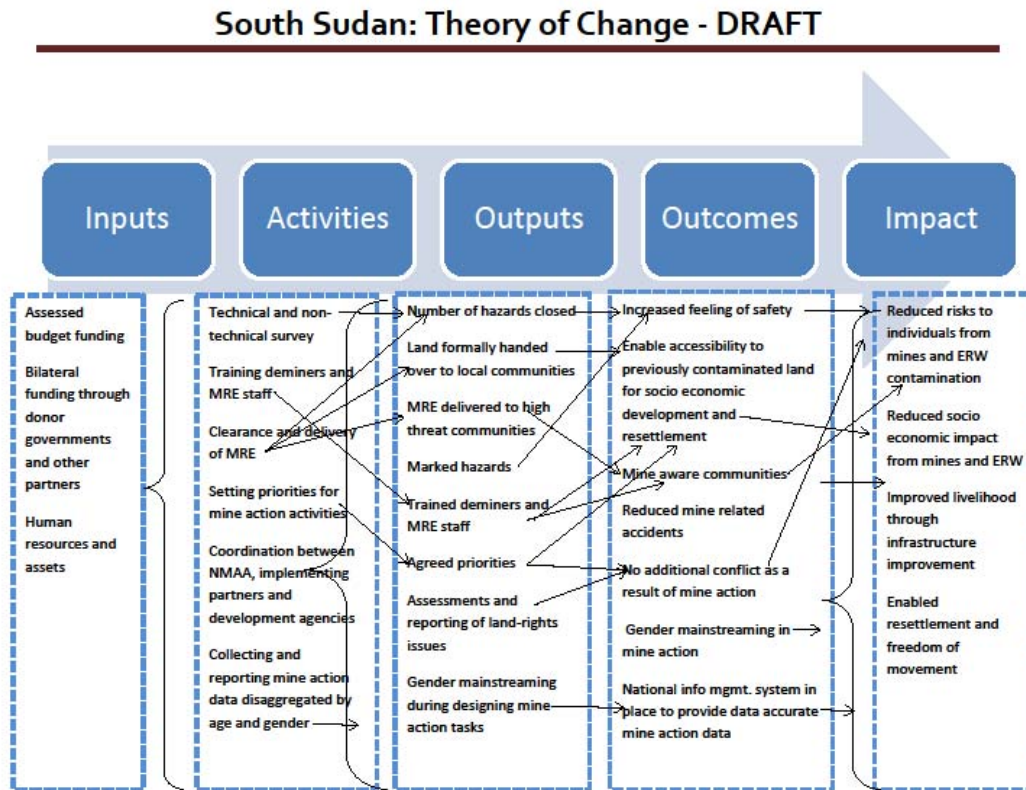 South Sudan: Theory of Change - DRAFT
Inputs
Activities
Outputs
Outcomes
Impact
Assessed
budget funding
Bilateral
funding through
donor
governments
and other
partners
Human
resources and
assets
Technical and non-
technical survey
Training deminers and
MRE staff
Clearance and delivery
of MRE
Setting priorities for
mine action activities
Coordination between
NMAA, implementing
partners and
development agencies
Collecting and
reporting mine action
data disaggregated by
age and gender
Number of hazards closed
Land formally handed
over to local communities
MRE delivered to high
threat communities
Marked hazards
Trained deminers and
MRE staff
Agreed priorities
Assessments and
reporting of land-rights
issues
Gender mainstreaming
during designing mine
action tasks
Increased feeling of safety
Enable accessibility to
previously contaminated land
for socio economic
development and
resettlement
Mine aware communities
Reduced mine related
accidents
No additional conflict as a
result of mine action
Gender mainstreaming in
mine action
National info mgmt. system in
place to provide data accurate
mine action data
Reduced risks to
individuals from
mines and ERW
contamination
Reduced socio
economic impact
from mines and ERW
Improved livelihood
through
infrastructure
improvement
Enabled
resettlement and
freedom of
movement